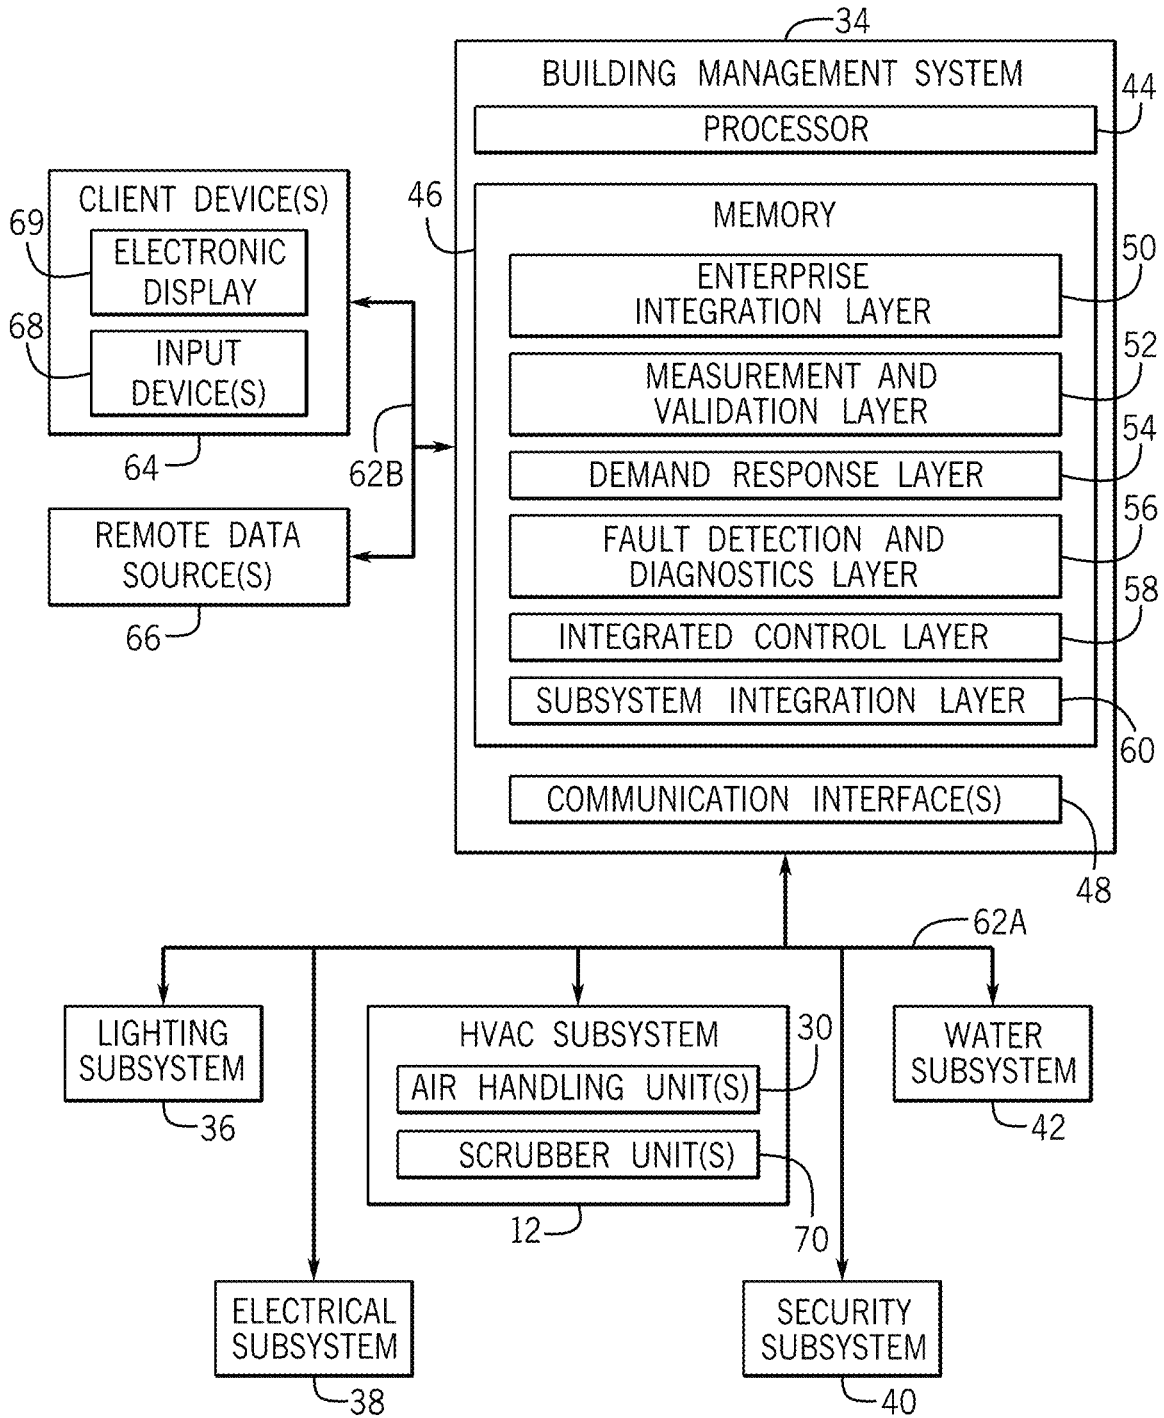 34
BUILDING MANAGEMENT SYSTEM
44
PROCESSOR
46
MEMORY
50
ENTERPRISE
INTEGRATION LAYER
52
MEASUREMENT AND
VALIDATION LAYER
54
DEMAND RESPONSE LAYER
56
FAULT DETECTION AND
DIAGNOSTICS LAYER
58
INTEGRATED CONTROL LAYER
SUBSYSTEM INTEGRATION LAYER
60
COMMUNICATION INTERFACE(S)
48
CLIENT DEVICE(S)
69
ELECTRONIC
DISPLAY
68
INPUT
DEVICE(S)
64
62B
REMOTE DATA
SOURCE(S)
66
62A
LIGHTING
SUBSYSTEM
36
HVAC SUBSYSTEM
30
AIR HANDLING UNIT(S)
SCRUBBER UNIT(S)
12
70
WATER
SUBSYSTEM
42
ELECTRICAL
SUBSYSTEM
38
SECURITY
SUBSYSTEM
40